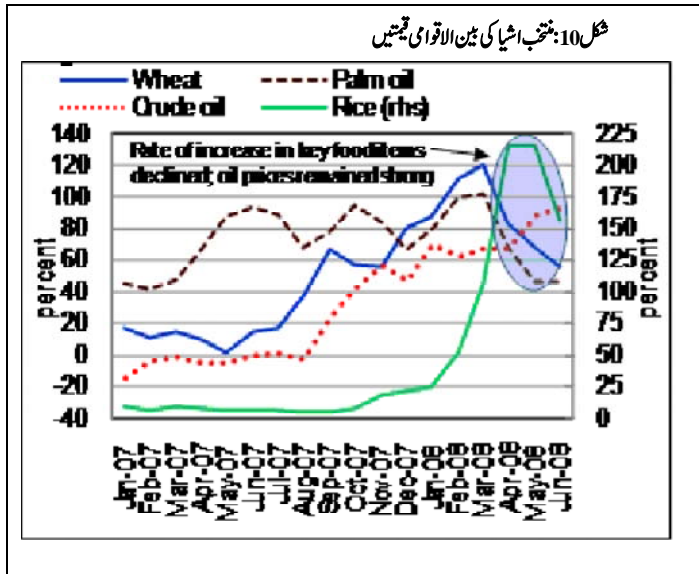 شکل10:منتخب اشیا کی بین الاقوامی قیمتیں
Wheat Palm oil
Crude oil Rice (rhs)
140 225
120 200
100 175
80 150
60 125
40 100
20 75
0 50
-20 25
-40 0
percent
percent
Rate of increase in key food items
declined; oil prices remained strong
Jan-07
Feb-07
Mar-07
Apr-07
May-07
Jun-07
Jul-07
Aug-07
Sep-07
Oct-07
Nov-07
Dec-07
Jan-08
Feb-08
Mar-08
Apr-08
May-08
Jun-08